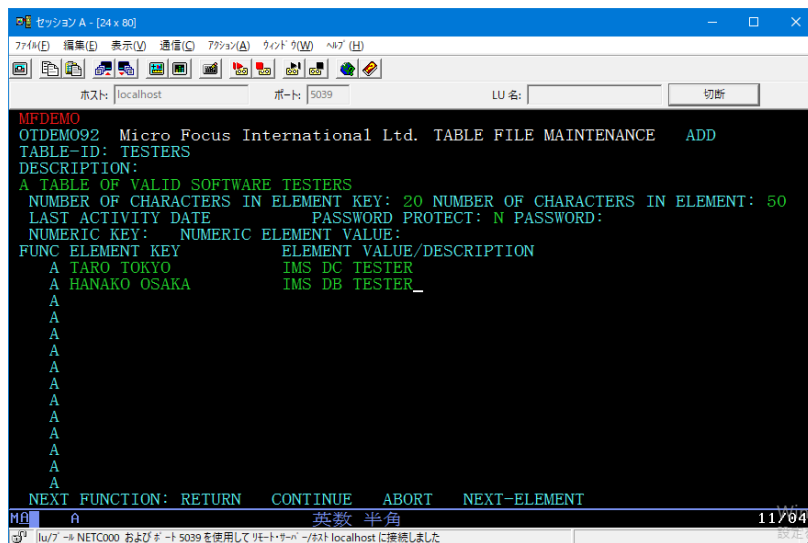 セッション A - [24 x 80]
ファイル(F) 編集(E) 表示(V) 通信(C) アクション(A) ウィンドウ(W) ヘルプ(H)
ホスト: localhost ポート: 5039 LU 名: 切断
MFDEMO
OTDEMO92 Micro Focus International Ltd. TABLE FILE MAINTENANCE ADD
TABLE-ID: TESTERS
DESCRIPTION:
A TABLE OF VALID SOFTWARE TESTERS
NUMBER OF CHARACTERS IN ELEMENT KEY: 20 NUMBER OF CHARACTERS IN ELEMENT: 50
LAST ACTIVITY DATE PASSWORD PROTECT: N PASSWORD:
NUMERIC KEY: NUMERIC ELEMENT VALUE:
FUNC ELEMENT KEY ELEMENT VALUE/DESCRIPTION
A TARO TOKYO IMS DC TESTER
A HANAKO OSAKA IMS DB TESTER
A
A
A
A
A
A
A
A
A
A
A
A
NEXT FUNCTION: RETURN CONTINUE ABORT NEXT-ELEMENT
MA A 英数 半角 11/04
lu/プール NETC000 およびポート 5039 を使用してリモート・サーバー/ホスト localhost に接続しました